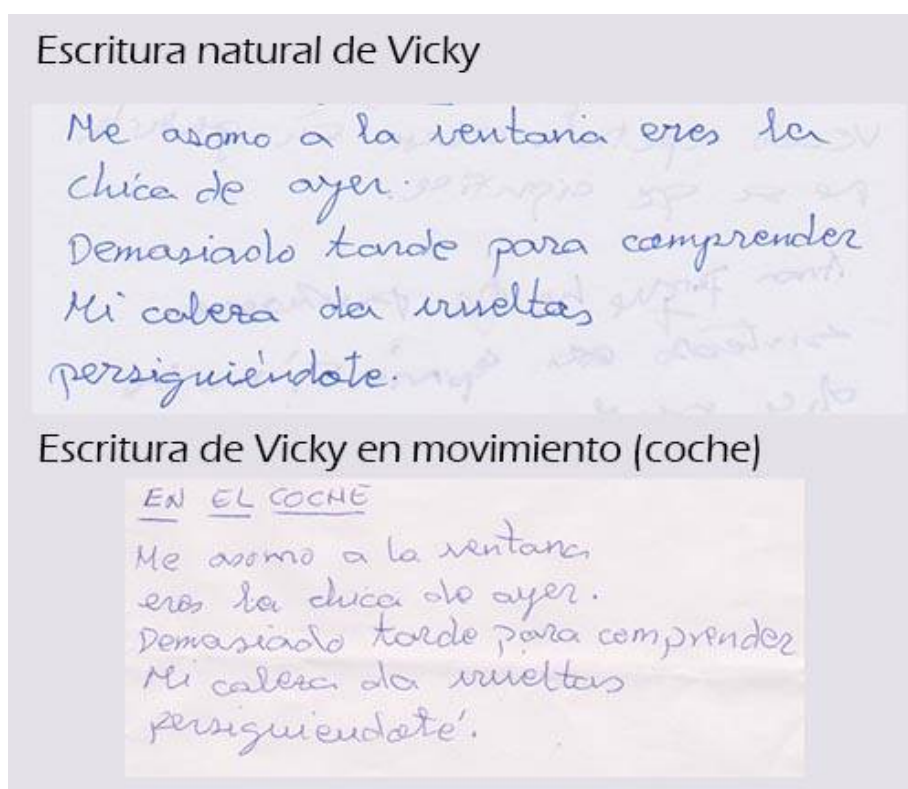 Escritura natural de Vicky
Me asomo a la ventana eres la
chica de ayer.
Demasiado tarde para comprender
Mi cabeza da vueltas
persiguiéndote.
Escritura de Vicky en movimiento (coche)
EN EL COCHE
Me asomo a la ventana
eres la chica de ayer.
Demasiado tarde para comprender
Mi cabeza da vueltas
persiguiendoté.